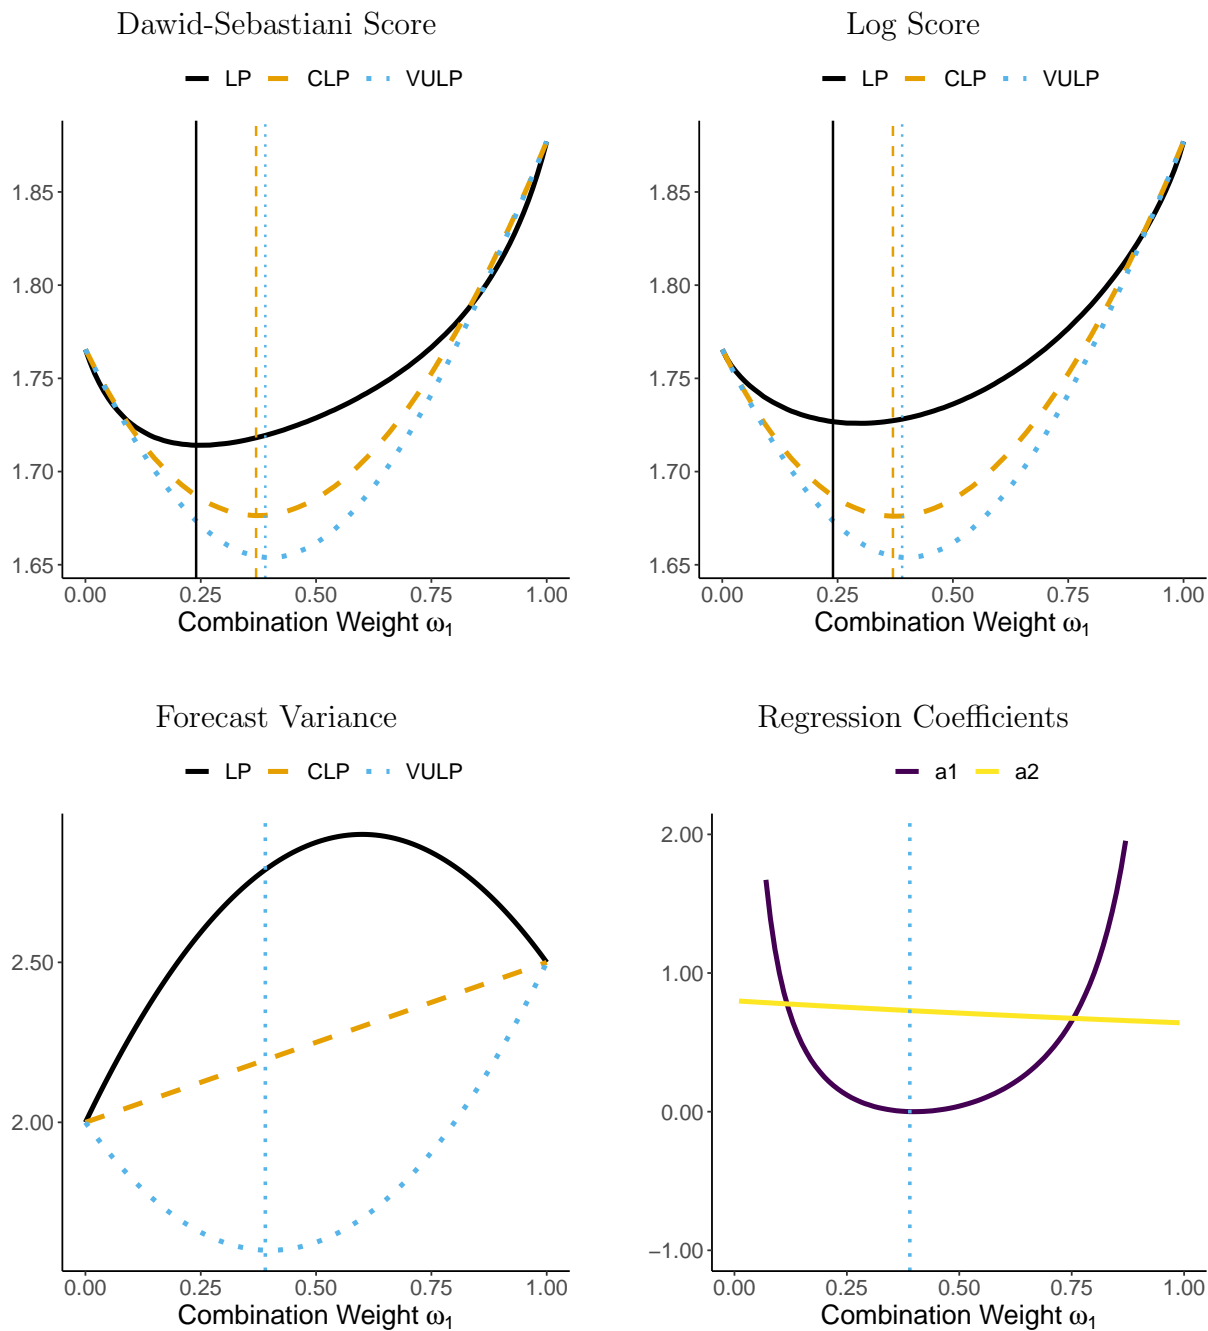 Dawid-Sebastiani Score
LP CLP VULP
1.85
1.80
1.75
1.70
1.65
0.00 0.25 0.50 0.75 1.00
Combination Weight ω₁
Log Score
LP CLP VULP
1.85
1.80
1.75
1.70
1.65
0.00 0.25 0.50 0.75 1.00
Combination Weight ω₁
Forecast Variance
LP CLP VULP
2.50
2.00
0.00 0.25 0.50 0.75 1.00
Combination Weight ω₁
Regression Coefficients
a1 a2
2.00
1.00
0.00
−1.00
0.00 0.25 0.50 0.75 1.00
Combination Weight ω₁